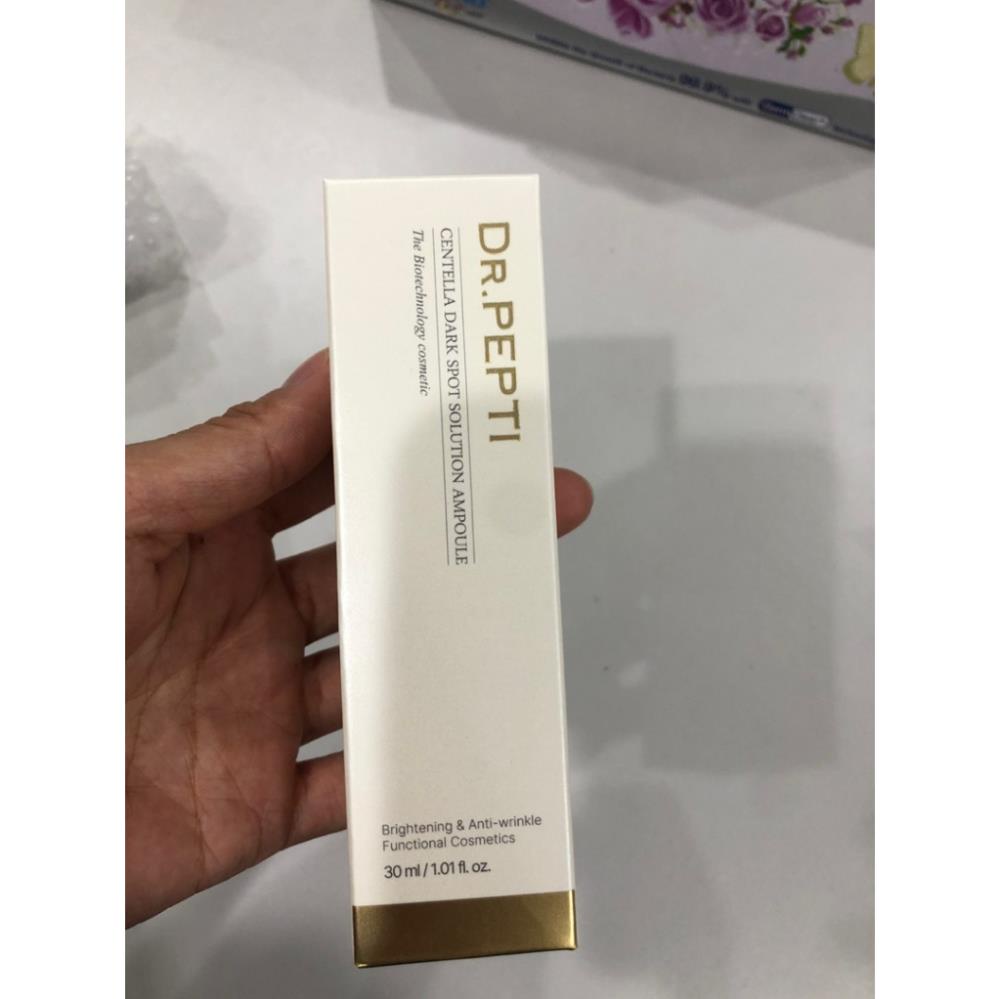 DR.PEPTI
CENTELLA DARK SPOT SOLUTION AMPOULE
The Biotechnology cosmetic
Brightening & Anti-wrinkle
Functional Cosmetics
30 ml / 1.01 fl. oz.